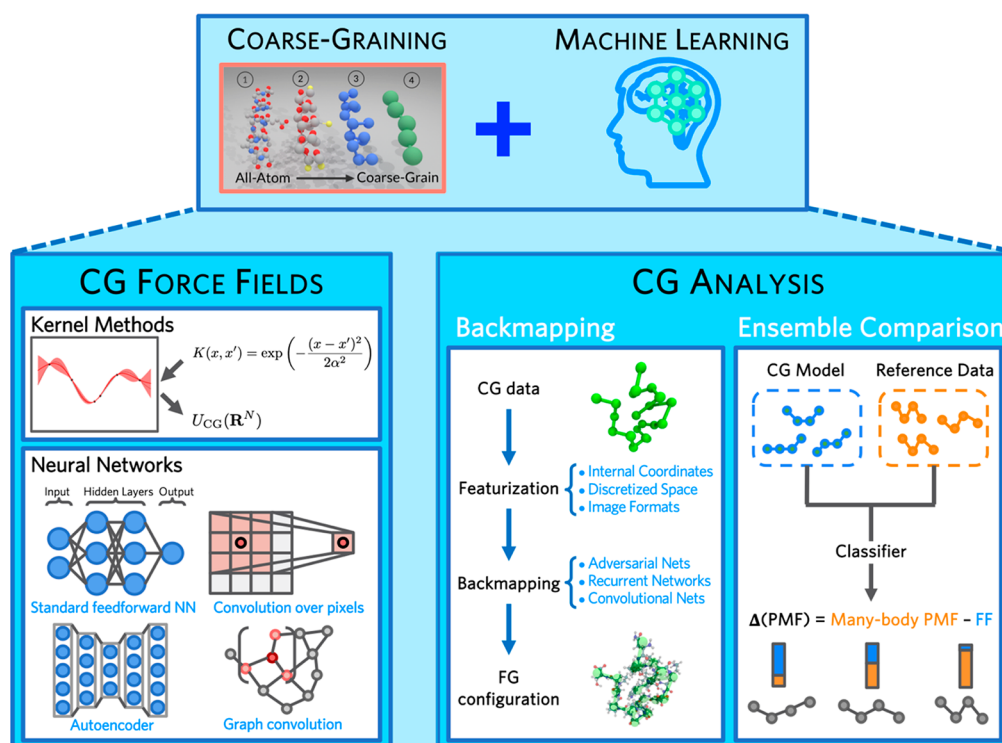 COARSE-GRAINING
MACHINE LEARNING
1 2 3 4
All-Atom Coarse-Grain
+
CG FORCE FIELDS
Kernel Methods
K(x, x′) = exp(−(x − x′)²/2α²)
U_CG(R^N)
Neural Networks
Input Hidden Layers Output
Standard feedforward NN
Convolution over pixels
Autoencoder
Graph convolution
CG ANALYSIS
Backmapping
CG data
Featurization
• Internal Coordinates
• Discretized Space
• Image Formats
Backmapping
• Adversarial Nets
• Recurrent Networks
• Convolutional Nets
FG
configuration
Ensemble Comparison
CG Model
Reference Data
Classifier
Δ(PMF) = Many-body PMF - FF